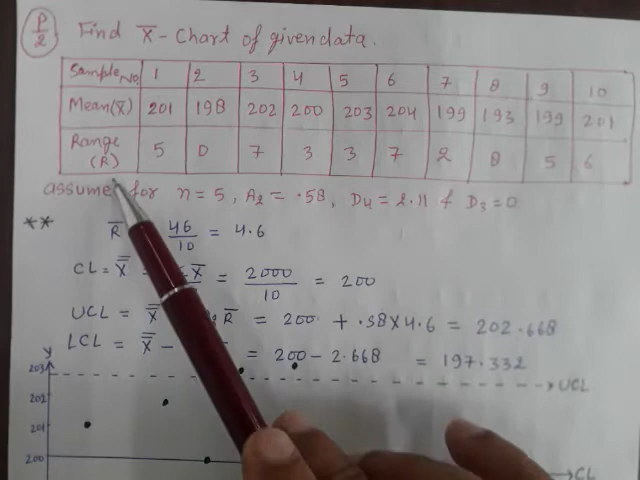 P/2 Find X̄-Chart of given data.
Sample No. 1 2 3 4 5 6 7 8 9 10
Mean(X̄) 201 198 202 200 203 204 199 193 199 201
Range (R) 5 0 7 3 3 7 2 8 5 6
assume for n=5, A2 = .58, D4 = 2.11 & D3 = 0
** R̄ 46/10 = 4.6
CL = X̿ = X̄ = 2000/10 = 200
UCL = X̿ R̄ = 200 + .58×4.6 = 202.668
LCL = X̿ - = 200 - 2.668 = 197.332
Y
203 UCL
202
201
200 CL